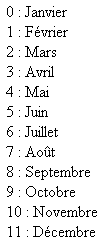 0 : Janvier
1 : Février
2 : Mars
3 : Avril
4 : Mai
5 : Juin
6 : Juillet
7 : Août
8 : Septembre
9 : Octobre
10 : Novembre
11 : Décembre